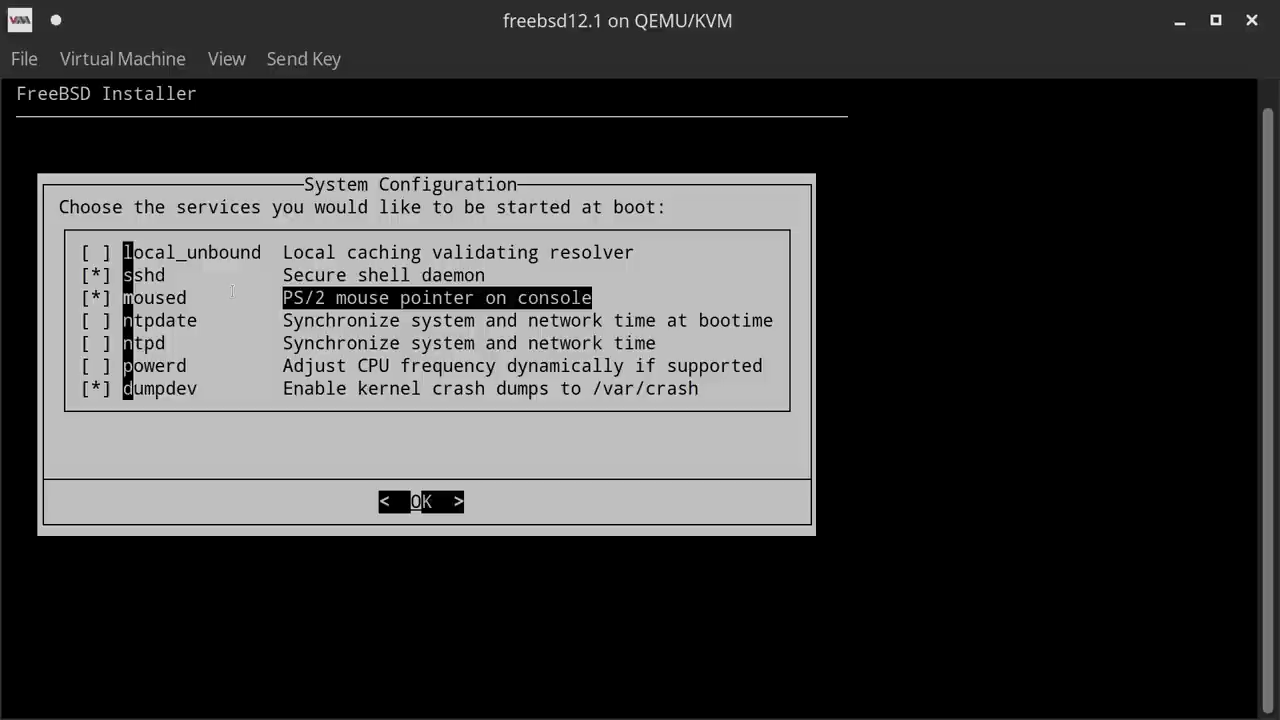 freebsd12.1 on QEMU/KVM
File Virtual Machine View Send Key
FreeBSD Installer
System Configuration
Choose the services you would like to be started at boot:
[ ] local_unbound Local caching validating resolver
[*] sshd Secure shell daemon
[*] moused PS/2 mouse pointer on console
[ ] ntpdate Synchronize system and network time at bootime
[ ] ntpd Synchronize system and network time
[ ] powerd Adjust CPU frequency dynamically if supported
[*] dumpdev Enable kernel crash dumps to /var/crash
< OK >